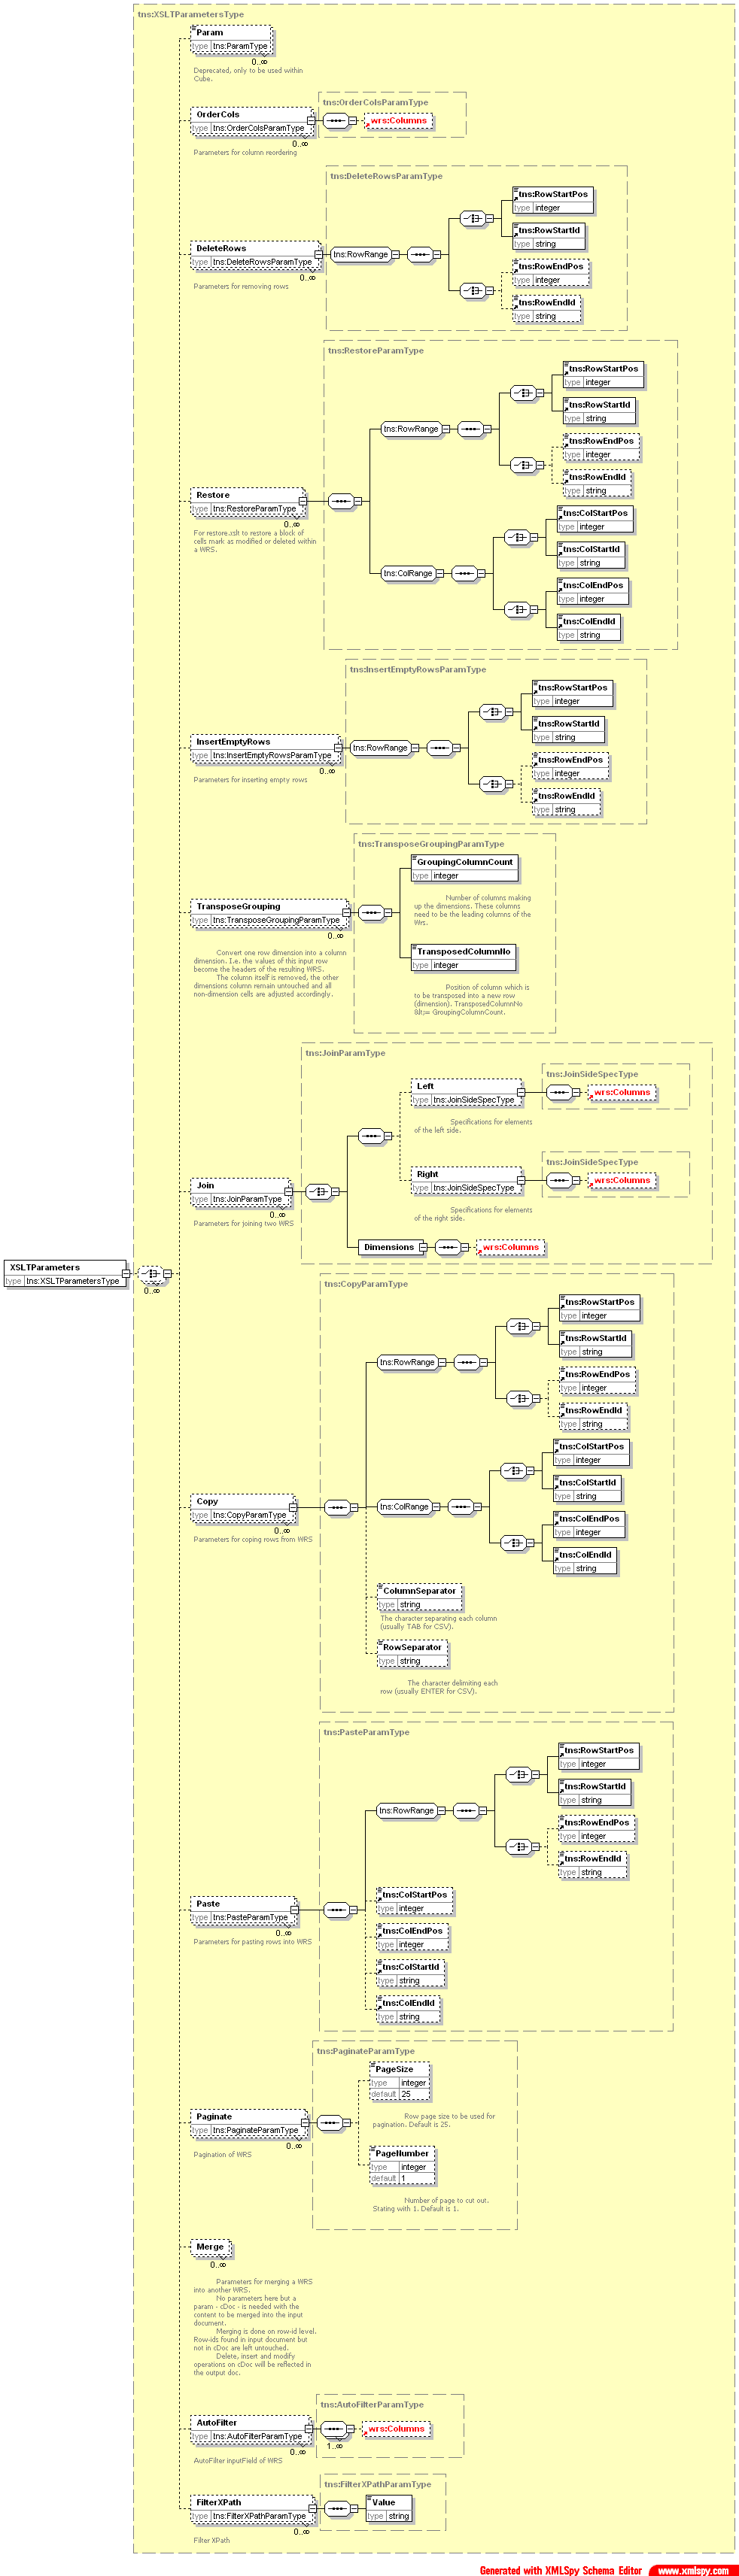 tns:XSLTParametersType
Param
type tns:ParamType
0..∞
Deprecated, only to be used within
Cube.
OrderCols
type tns:OrderColsParamType
0..∞
Parameters for column reordering
tns:OrderColsParamType
wrs:Columns
DeleteRows
type tns:DeleteRowsParamType
0..∞
Parameters for removing rows
tns:DeleteRowsParamType
tns:RowRange
tns:RowStartPos
type integer
tns:RowStartId
type string
tns:RowEndPos
type integer
tns:RowEndId
type string
Restore
type tns:RestoreParamType
0..∞
For restore.xslt to restore a block of
cells mark as modified or deleted within
a WRS.
tns:RestoreParamType
tns:RowRange
tns:RowStartPos
type integer
tns:RowStartId
type string
tns:RowEndPos
type integer
tns:RowEndId
type string
tns:ColRange
tns:ColStartPos
type integer
tns:ColStartId
type string
tns:ColEndPos
type integer
tns:ColEndId
type string
InsertEmptyRows
type tns:InsertEmptyRowsParamType
0..∞
Parameters for inserting empty rows
tns:InsertEmptyRowsParamType
tns:RowRange
tns:RowStartPos
type integer
tns:RowStartId
type string
tns:RowEndPos
type integer
tns:RowEndId
type string
TransposeGrouping
type tns:TransposeGroupingParamType
0..∞
Convert one row dimension into a column
dimension. I.e. the values of this input row
become the headers of the resulting WRS.
The column itself is removed, the other
dimensions column remain untouched and all
non-dimension cells are adjusted accordingly.
tns:TransposeGroupingParamType
GroupingColumnCount
type integer
Number of columns making
up the dimensions. These columns
need to be the leading columns of the
Wrs.
TransposedColumnNo
type integer
Position of column which is
to be transposed into a new row
(dimension). TransposedColumnNo
&lt;= GroupingColumnCount.
Join
type tns:JoinParamType
0..∞
Parameters for joining two WRS
tns:JoinParamType
Left
type tns:JoinSideSpecType
Specifications for elements
of the left side.
tns:JoinSideSpecType
wrs:Columns
Right
type tns:JoinSideSpecType
Specifications for elements
of the right side.
tns:JoinSideSpecType
wrs:Columns
Dimensions
wrs:Columns
XSLTParameters
type tns:XSLTParametersType
0..∞
Copy
type tns:CopyParamType
0..∞
Parameters for coping rows from WRS
tns:CopyParamType
tns:RowRange
tns:RowStartPos
type integer
tns:RowStartId
type string
tns:RowEndPos
type integer
tns:RowEndId
type string
tns:ColRange
tns:ColStartPos
type integer
tns:ColStartId
type string
tns:ColEndPos
type integer
tns:ColEndId
type string
ColumnSeparator
type string
The character separating each column
(usually TAB for CSV).
RowSeparator
type string
The character delimiting each
row (usually ENTER for CSV).
Paste
type tns:PasteParamType
0..∞
Parameters for pasting rows into WRS
tns:PasteParamType
tns:RowRange
tns:RowStartPos
type integer
tns:RowStartId
type string
tns:RowEndPos
type integer
tns:RowEndId
type string
tns:ColStartPos
type integer
tns:ColEndPos
type integer
tns:ColStartId
type string
tns:ColEndId
type string
Paginate
type tns:PaginateParamType
0..∞
Pagination of WRS
tns:PaginateParamType
PageSize
type integer
default 25
Row page size to be used for
pagination. Default is 25.
PageNumber
type integer
default 1
Number of page to cut out.
Stating with 1. Default is 1.
Merge
0..∞
Parameters for merging a WRS
into another WRS.
No parameters here but a
param - cDoc - is needed with the
content to be merged into the input
document.
Merging is done on row-id level.
Row-ids found in input document but
not in cDoc are left untouched.
Delete, insert and modify
operations on cDoc will be reflected in
the output doc.
AutoFilter
type tns:AutoFilterParamType
0..∞
AutoFilter inputField of WRS
tns:AutoFilterParamType
1..∞
wrs:Columns
FilterXPath
type tns:FilterXPathParamType
0..∞
Filter XPath
tns:FilterXPathParamType
Value
type string
Generated with XMLSpy Schema Editor www.xmlspy.com